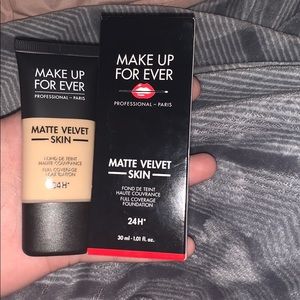 MAKE UP
FOR EVER
PROFESSIONAL – PARIS
MATTE VELVET
SKIN
FOND DE TEINT
HAUTE COUVRANCE
FULL COVERAGE
FOUNDATION
24H*
MAKE UP
FOR EVER
PROFESSIONAL – PARIS
MATTE VELVET
– SKIN –
FOND DE TEINT
HAUTE COUVRANCE
FULL COVERAGE
FOUNDATION
24H*
30 ml · 1.01 fl. oz.